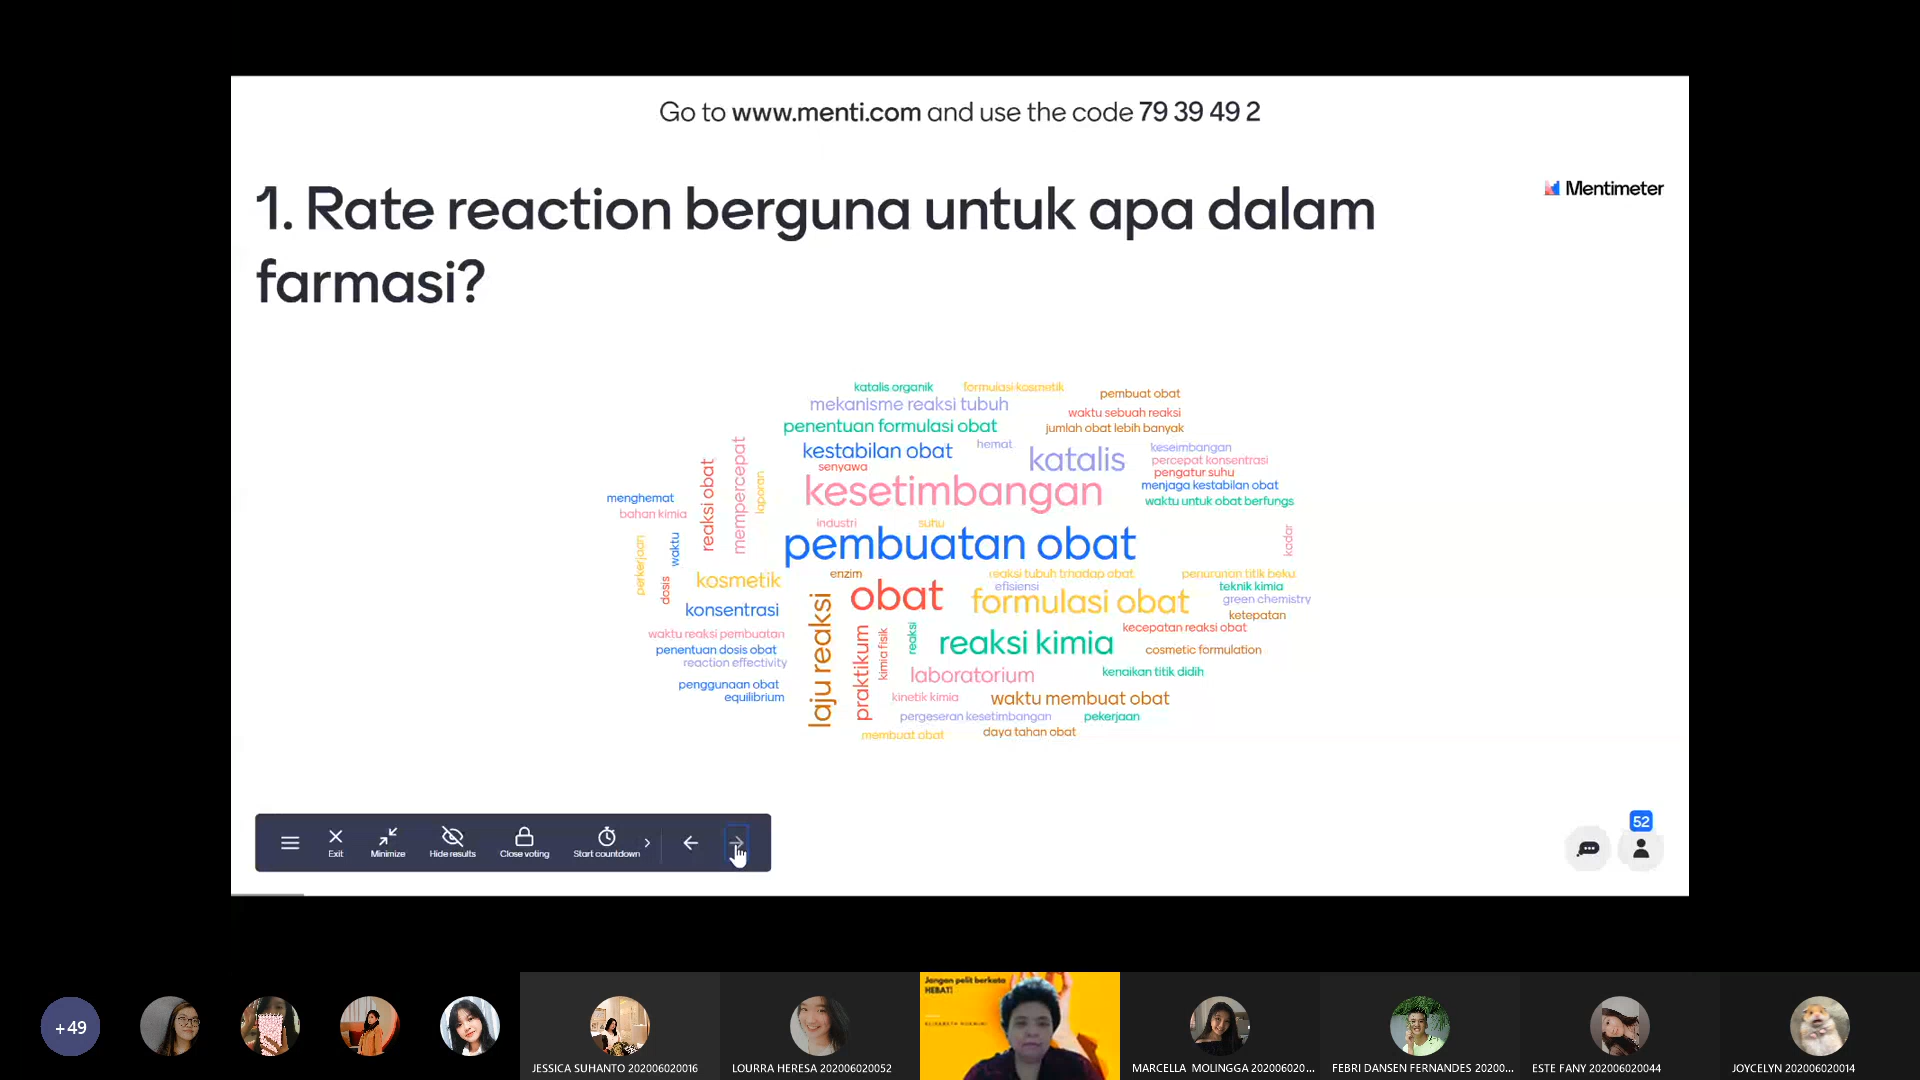 Go to www.menti.com and use the code 79 39 49 2
Mentimeter
1. Rate reaction berguna untuk apa dalam
farmasi?
katalis organik
formulasi kosmetik
pembuat obat
mekanisme reaksi tubuh
waktu sebuah reaksi
penentuan formulasi obat
jumlah obat lebih banyak
kestabilan obat
hemat
katalis
keseimbangan
percepat konsentrasi
senyawa
pengatur suhu
kesetimbangan
menjaga kestabilan obat
waktu untuk obat berfungs
menghemat
bahan kimia
reaksi obat
mempercepat
laporan
industri
suhu
pembuatan obat
kadar
perkerjaan
waktu
dosis
kosmetik
enzim
reaksi tubuh trhadap obat
penurunan titik beku
efisiensi
teknik kimia
obat
formulasi obat
green chemistry
konsentrasi
ketepatan
laju reaksi
praktikum
kimia fisik
reaksi
reaksi kimia
kecepatan reaksi obat
waktu reaksi pembuatan
penentuan dosis obat
cosmetic formulation
reaction effectivity
laboratorium
kenaikan titik didih
penggunaan obat
equilibrium
kinetik kimia
waktu membuat obat
pergeseran kesetimbangan
pekerjaan
membuat obat
daya tahan obat
Exit
Minimize
Hide results
Close voting
Start countdown
52
+49
JESSICA SUHANTO 202006020016
LOURRA HERESA 202006020052
Jangan pelit berkata
HEBAT!
MARCELLA MOLINGGA 202006020...
FEBRI DANSEN FERNANDES 20200...
ESTE FANY 202006020044
JOYCELYN 202006020014